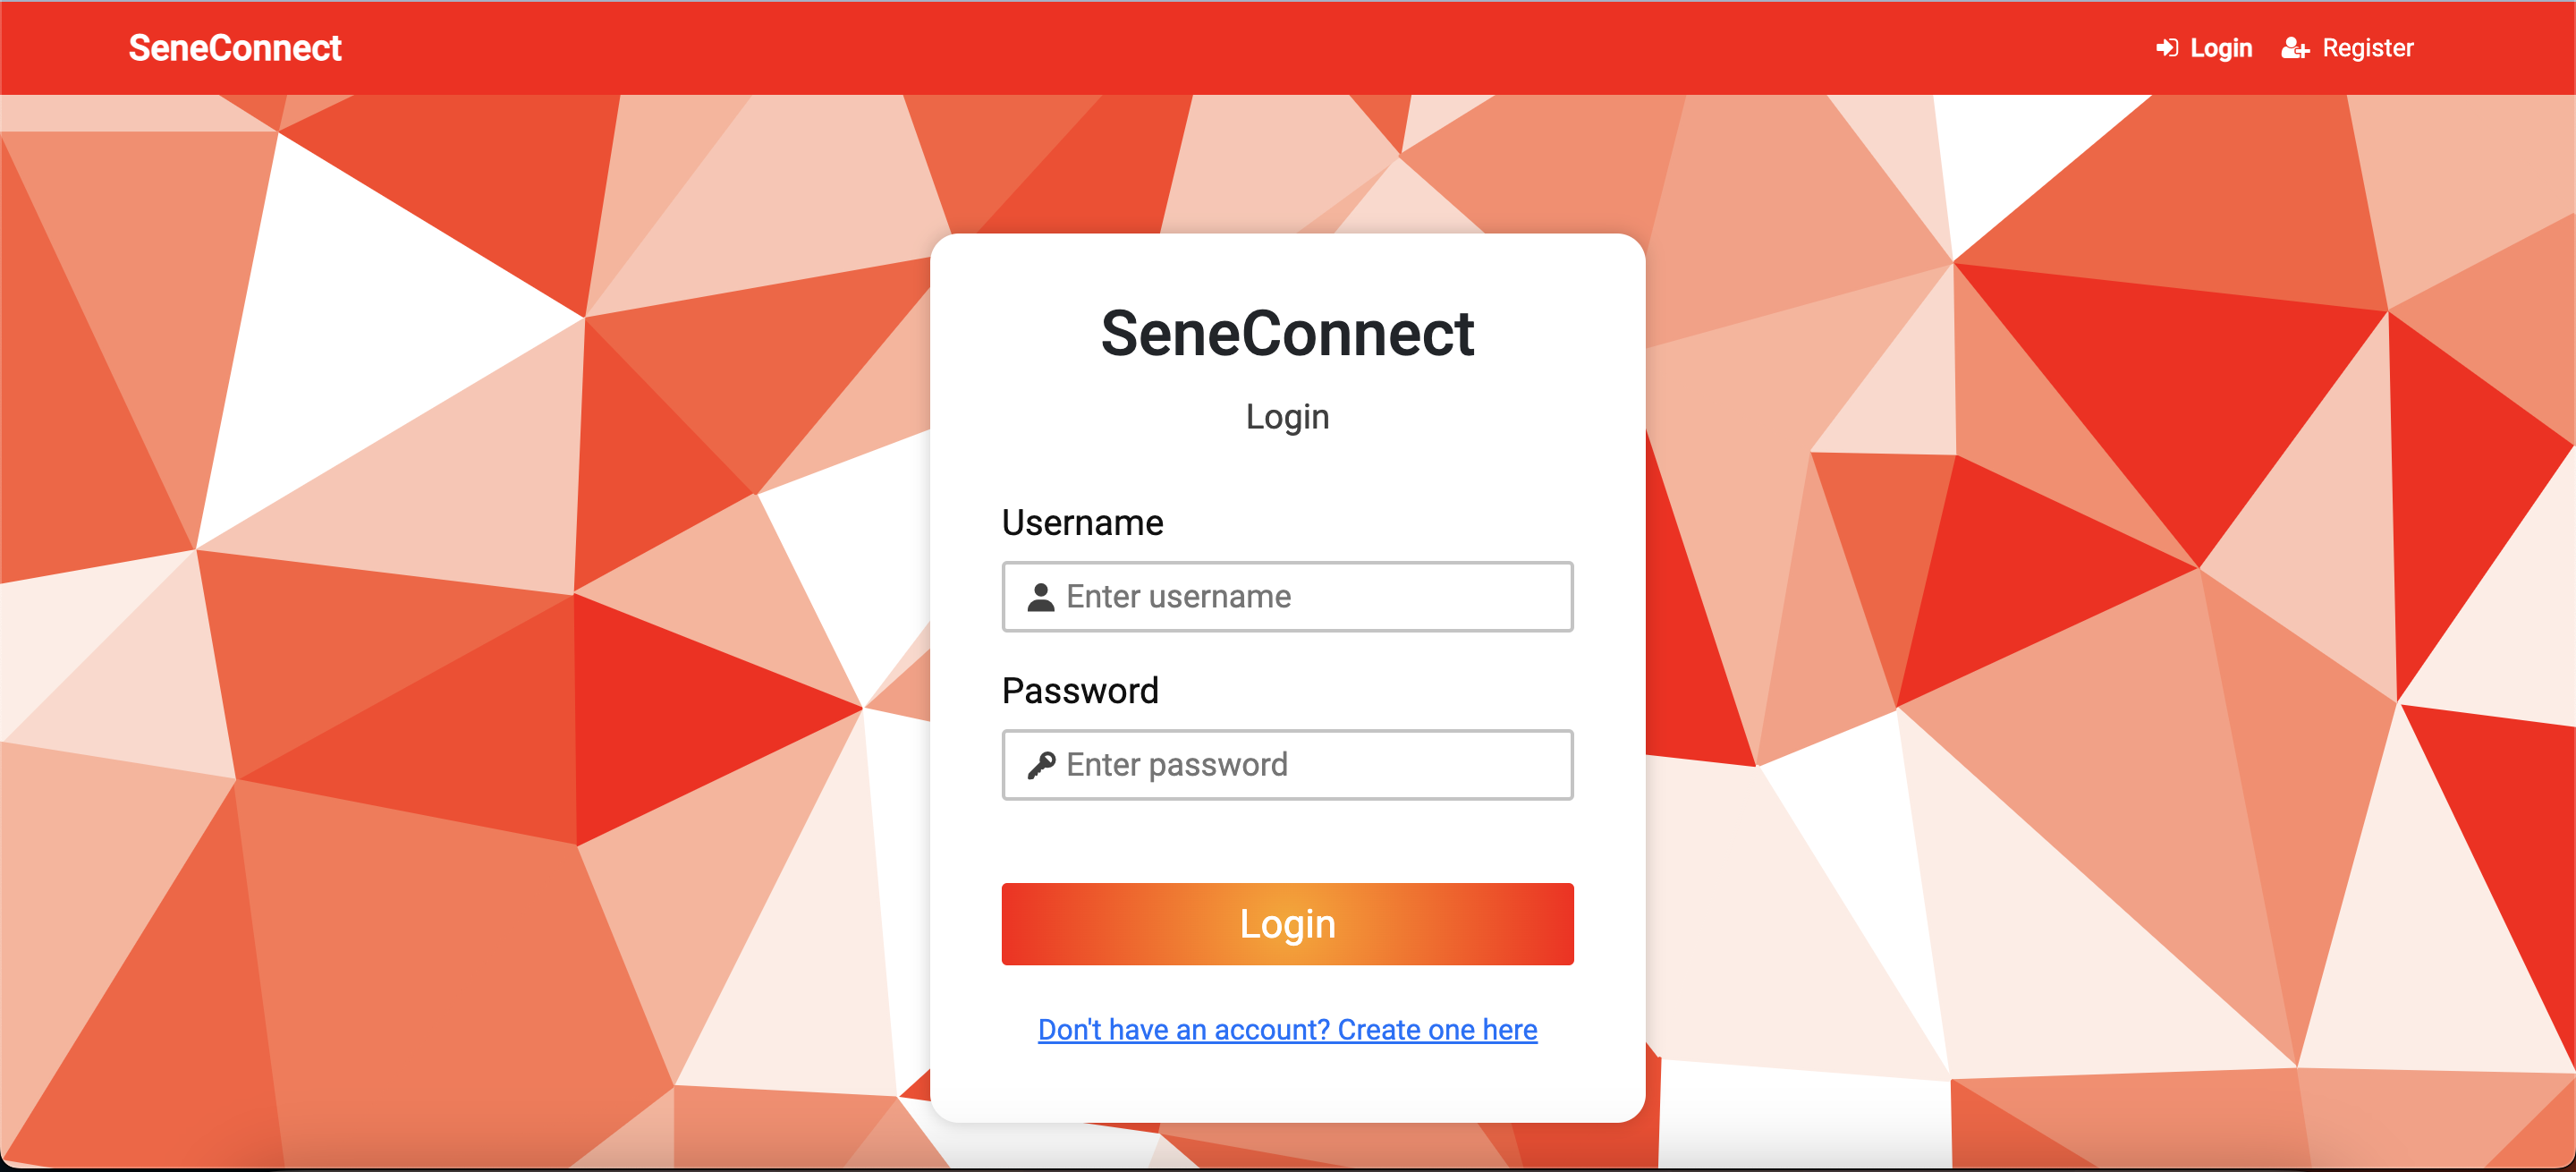 SeneConnect
Login
Register
SeneConnect
Login
Username
Enter username
Password
Enter password
Login
Don't have an account? Create one here